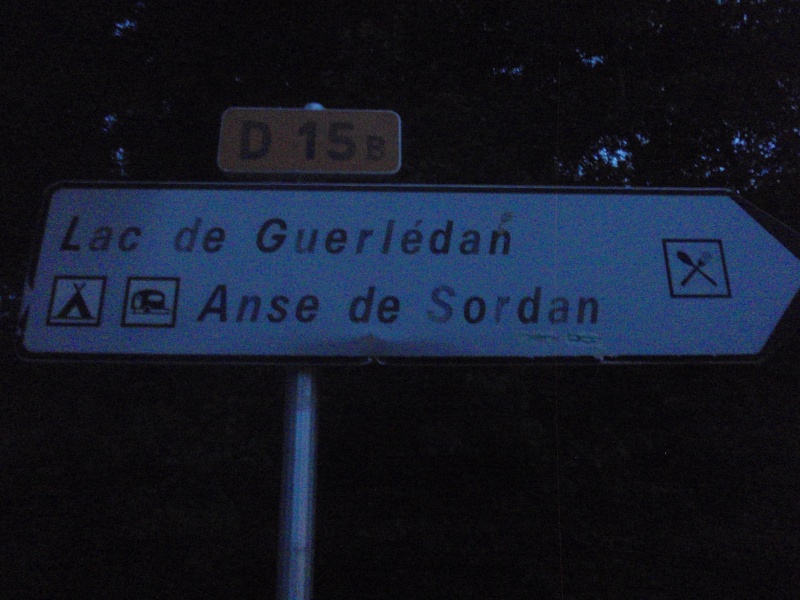 D 15B
Lac de Guerlédan
Anse de Sordan